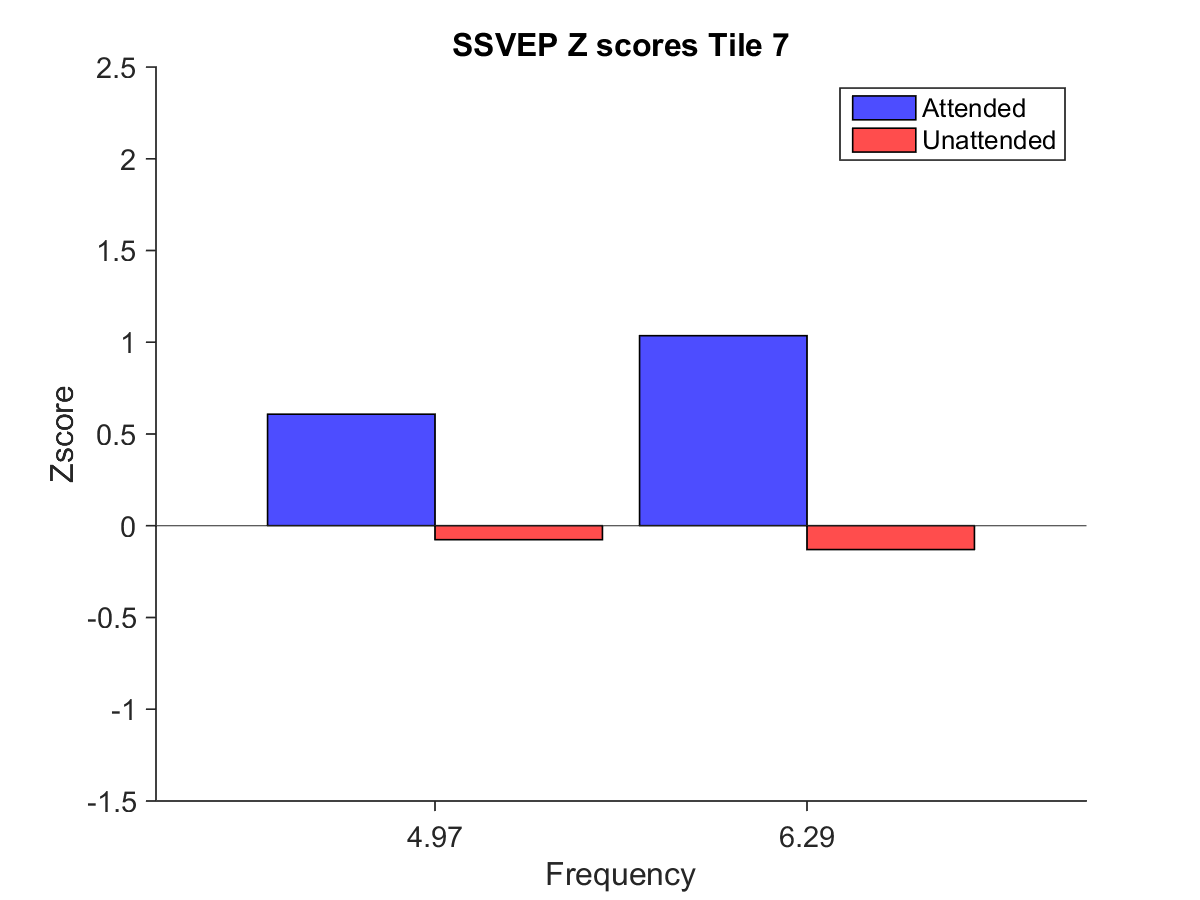 SSVEP Z scores Tile 7
Attended
Unattended
2.5
2
1.5
1
0.5
0
-0.5
-1
-1.5
Zscore
4.97
6.29
Frequency